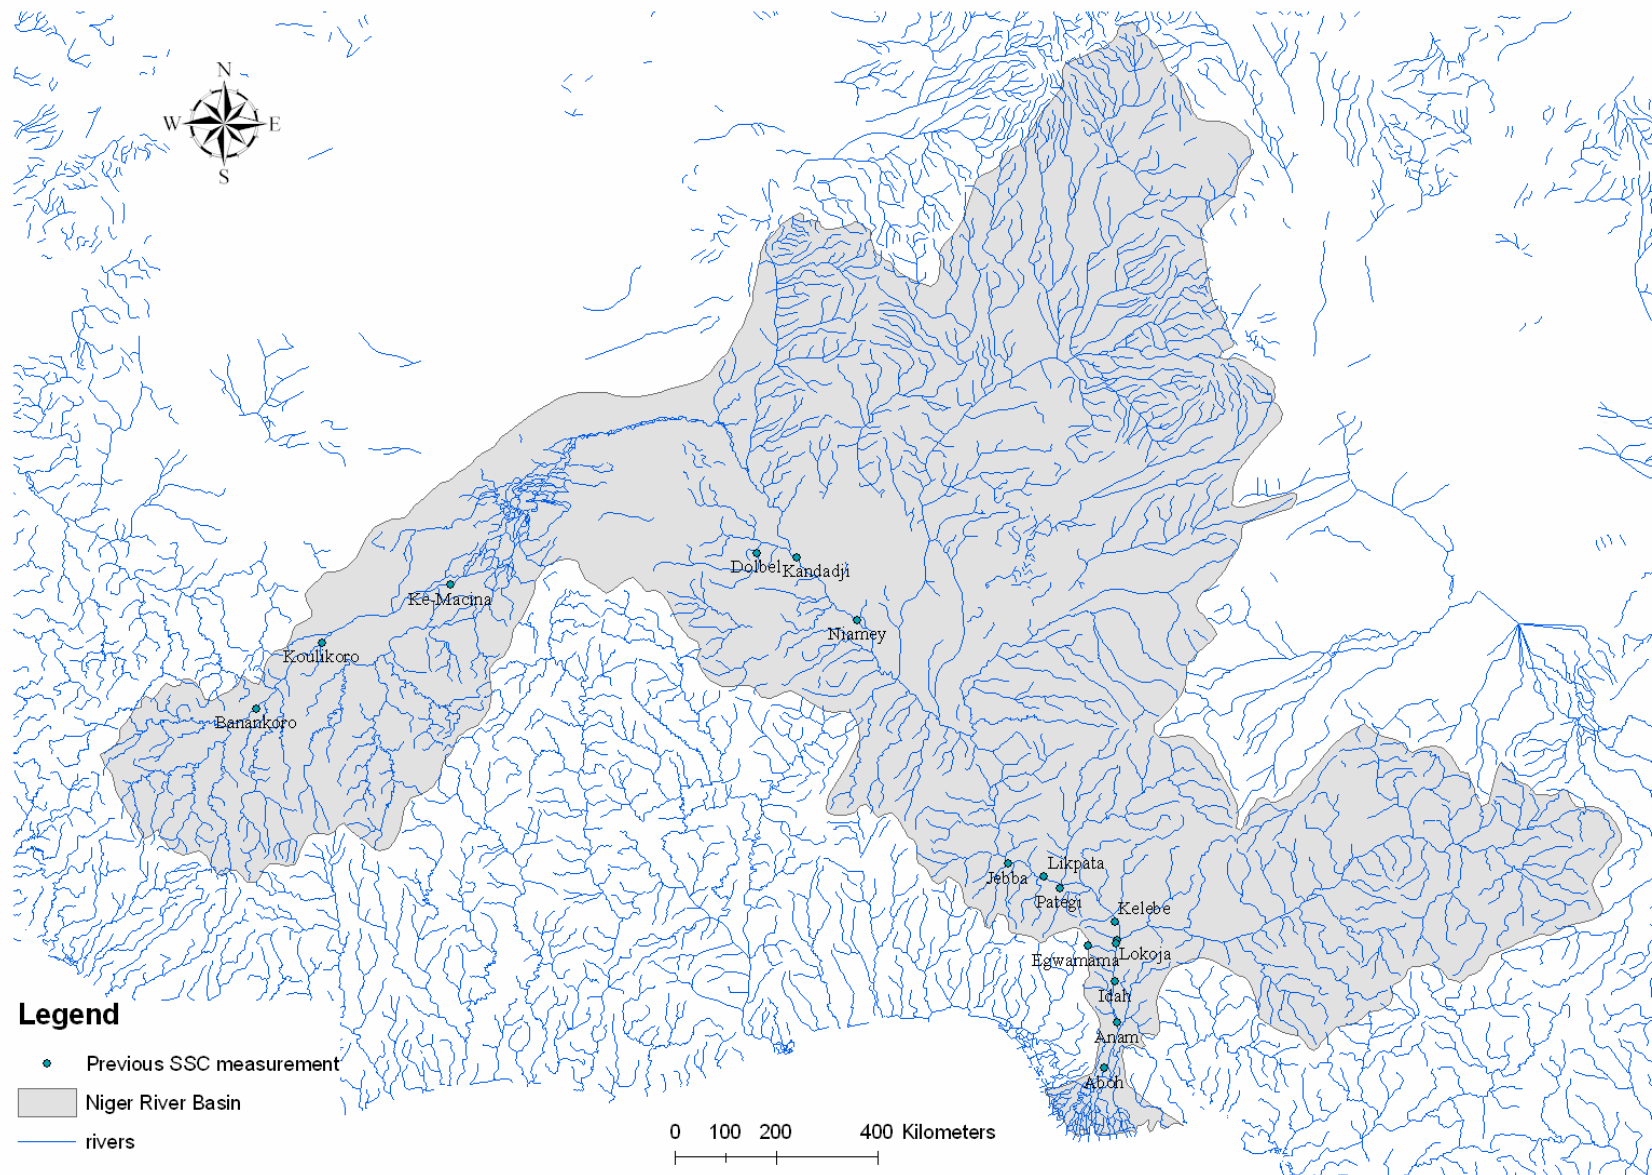 N
W E
S
Dolbel Kandadji
Ke-Macina
Niamey
Koulikoro
Banankoro
Likpata
Jebba
Pategi
Kelebe
Egwamama Lokoja
Idah
Anam
Aboh
Legend
Previous SSC measurement
Niger River Basin
rivers
0 100 200 400 Kilometers